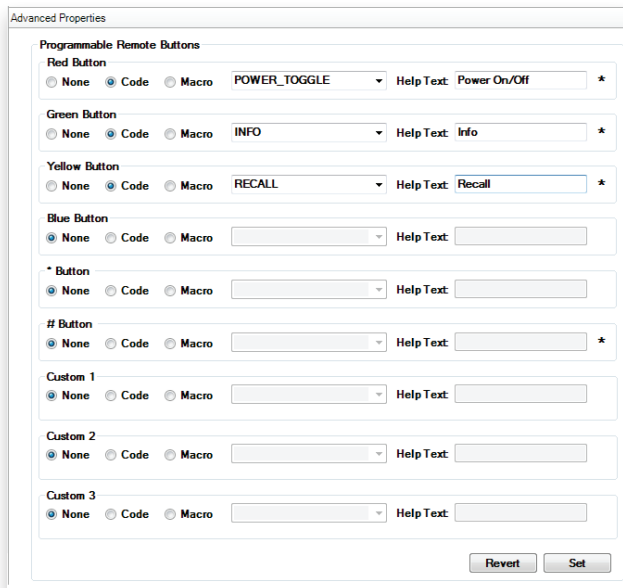 Advanced Properties
Programmable Remote Buttons
Red Button
None Code Macro POWER_TOGGLE Help Text: Power On/Off *
Green Button
None Code Macro INFO Help Text: Info *
Yellow Button
None Code Macro RECALL Help Text: Recall *
Blue Button
None Code Macro Help Text:
* Button
None Code Macro Help Text:
# Button
None Code Macro Help Text: *
Custom 1
None Code Macro Help Text:
Custom 2
None Code Macro Help Text:
Custom 3
None Code Macro Help Text:
Revert Set